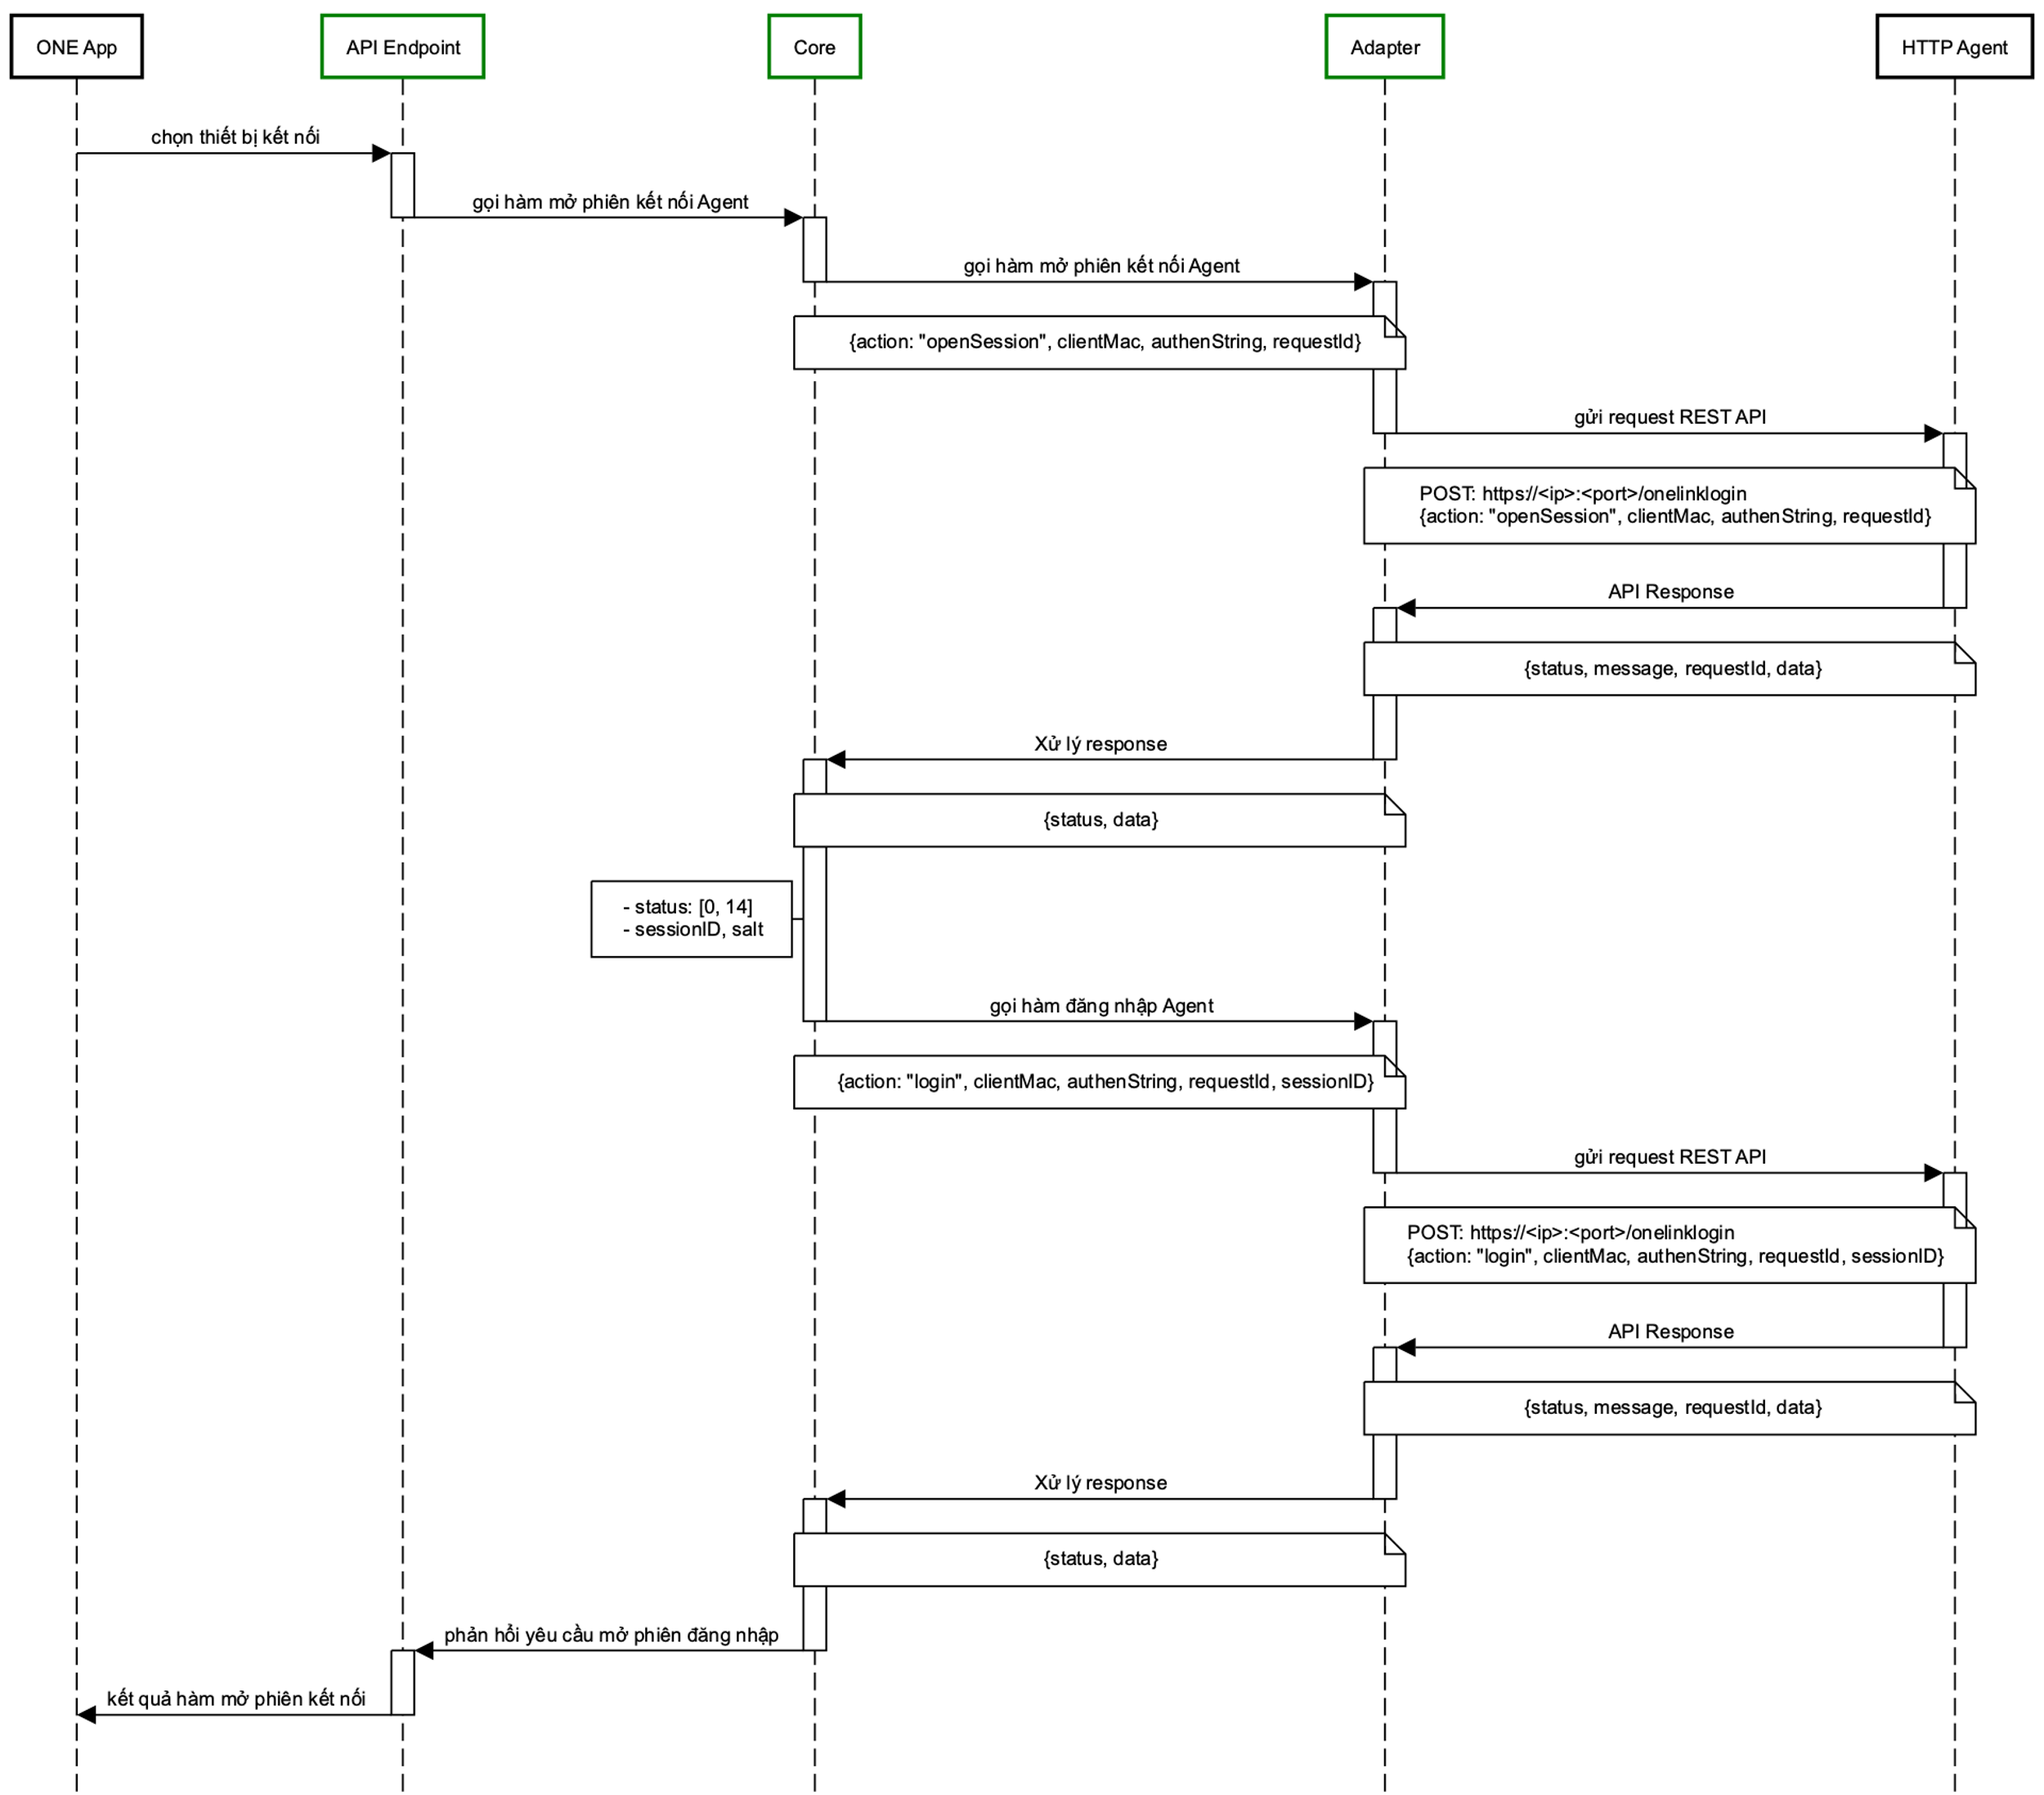 ONE App
API Endpoint
Core
Adapter
HTTP Agent
chọn thiết bị kết nối
gọi hàm mở phiên kết nối Agent
gọi hàm mở phiên kết nối Agent
{action: "openSession", clientMac, authenString, requestId}
gửi request REST API
POST: https://<ip>:<port>/onelinklogin
{action: "openSession", clientMac, authenString, requestId}
API Response
{status, message, requestId, data}
Xử lý response
{status, data}
- status: [0, 14]
- sessionID, salt
gọi hàm đăng nhập Agent
{action: "login", clientMac, authenString, requestId, sessionID}
gửi request REST API
POST: https://<ip>:<port>/onelinklogin
{action: "login", clientMac, authenString, requestId, sessionID}
API Response
{status, message, requestId, data}
Xử lý response
{status, data}
phản hồi yêu cầu mở phiên đăng nhập
kết quả hàm mở phiên kết nối